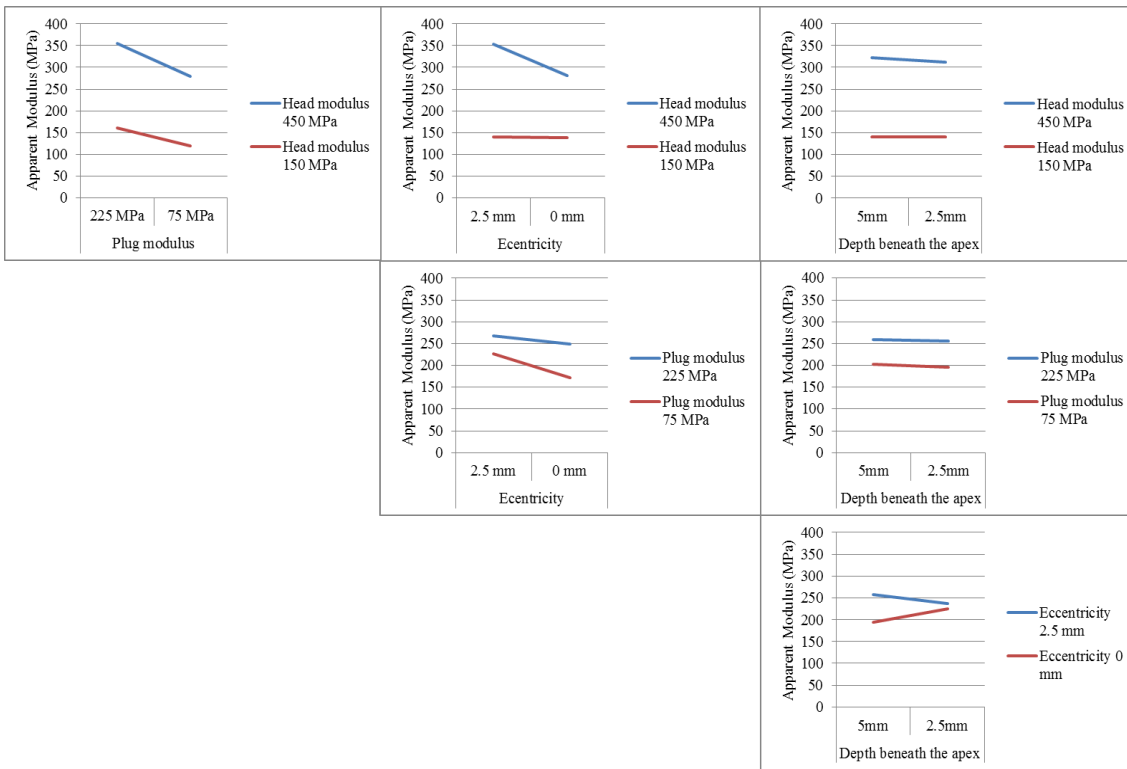 Apparent Modulus (MPa)
400
350
300
250
200
150
100
50
0
225 MPa
75 MPa
Plug modulus
Head modulus
450 MPa
Head modulus
150 MPa
Apparent Modulus (MPa)
400
350
300
250
200
150
100
50
0
2.5 mm
0 mm
Ecentricity
Head modulus
450 MPa
Head modulus
150 MPa
Apparent Modulus (MPa)
400
350
300
250
200
150
100
50
0
5mm
2.5mm
Depth beneath the apex
Head modulus
450 MPa
Head modulus
150 MPa
Apparent Modulus (MPa)
400
350
300
250
200
150
100
50
0
2.5 mm
0 mm
Ecentricity
Plug modulus
225 MPa
Plug modulus
75 MPa
Apparent Modulus (MPa)
400
350
300
250
200
150
100
50
0
5mm
2.5mm
Depth beneath the apex
Plug modulus
225 MPa
Plug modulus
75 MPa
Apparent Modulus (MPa)
400
350
300
250
200
150
100
50
0
5mm
2.5mm
Depth beneath the apex
Eccentricity
2.5 mm
Eccentricity 0
mm